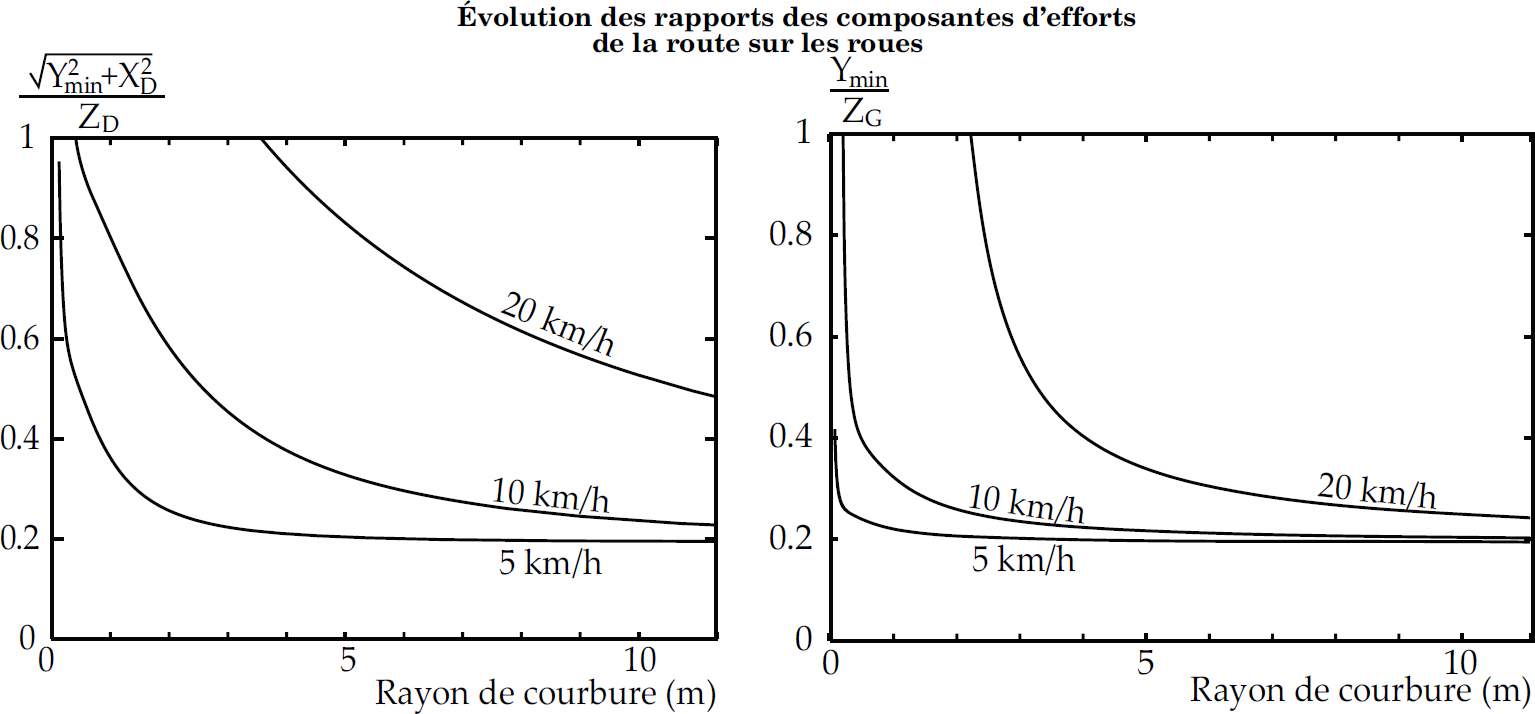 Évolution des rapports des composantes d'efforts
de la route sur les roues
√Y²min+X²D
ZD
1
0.8
0.6
0.4
0.2
0
0
5
10
20 km/h
10 km/h
5 km/h
Rayon de courbure (m)
Ymin
ZG
1
0.8
0.6
0.4
0.2
0
0
5
10
10 km/h
20 km/h
5 km/h
Rayon de courbure (m)